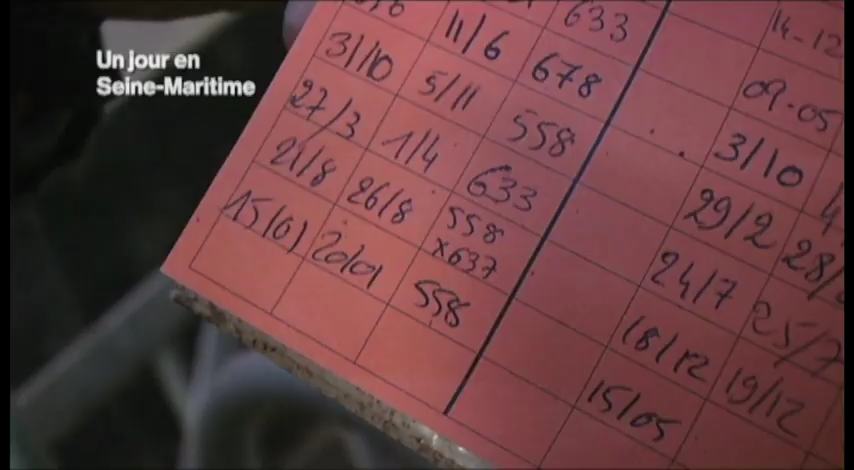 Un jour en
Seine-Maritime
11/6 633 14-12
31/10 5/11 678 09.05
27/3 1/4 558 3/10
21/8 26/8 633 29/2
15/01 20/01 558 24/7 25/7
x637
558 18/12 19/12
15/05